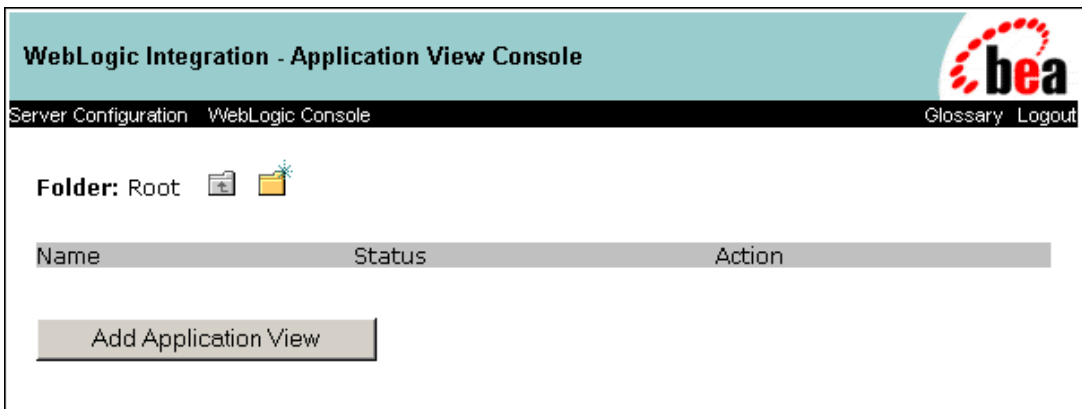 WebLogic Integration - Application View Console
bea
Server Configuration WebLogic Console Glossary Logout
Folder: Root
Name Status Action
Add Application View